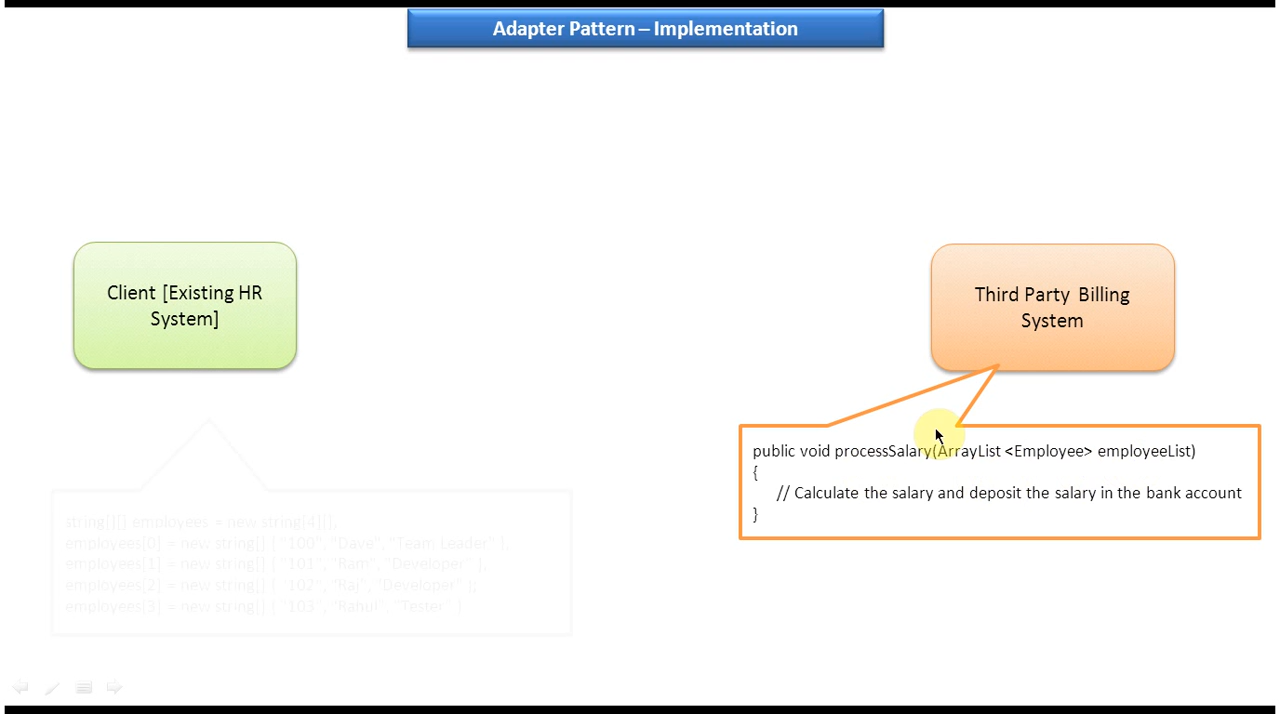 Adapter Pattern – Implementation
Client [Existing HR
System]
Third Party Billing
System
public void processSalary(ArrayList <Employee> employeeList)
{
// Calculate the salary and deposit the salary in the bank account
}
string[][] employees = new string[4][];
employees[0] = new string[] { "100", "Dave", "Team Leader" };
employees[1] = new string[] { "101", "Ram", "Developer" };
employees[2] = new string[] { "102", "Raj", "Developer" };
employees[3] = new string[] { "103", "Rahul", "Tester" }